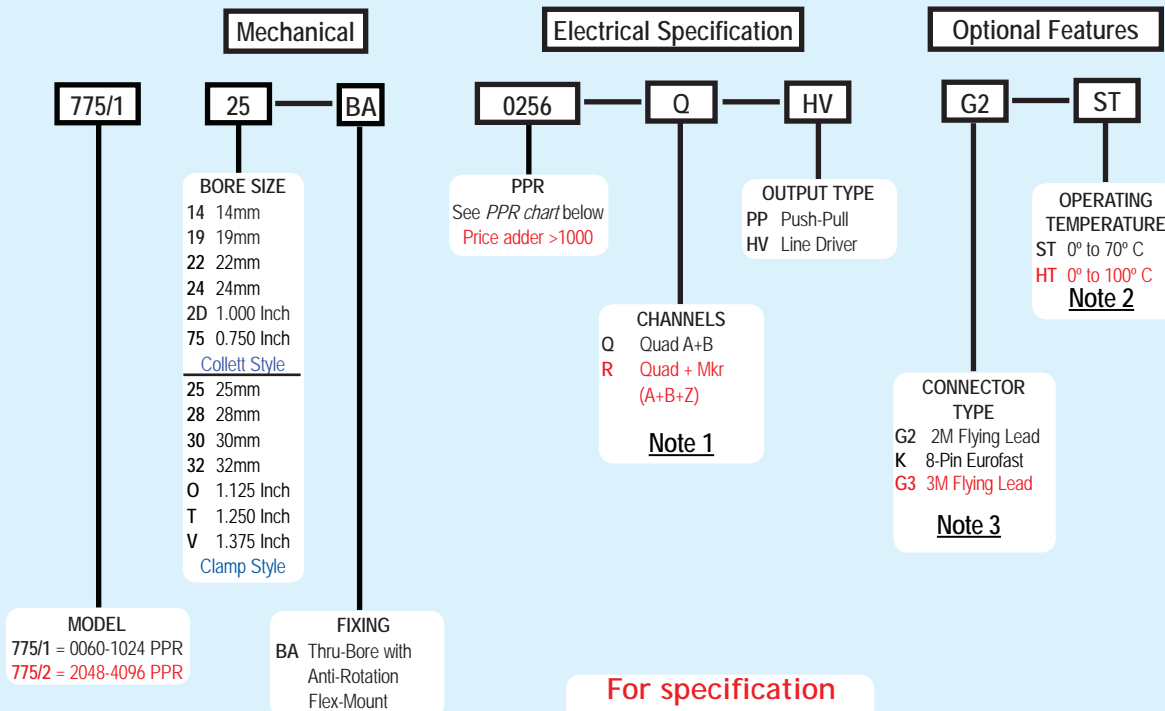 Mechanical
Electrical Specification
Optional Features
775/1
25
BA
0256
Q
HV
G2
ST
BORE SIZE
14 14mm
19 19mm
22 22mm
24 24mm
2D 1.000 Inch
75 0.750 Inch
Collett Style
25 25mm
28 28mm
30 30mm
32 32mm
O 1.125 Inch
T 1.250 Inch
V 1.375 Inch
Clamp Style
PPR
See PPR chart below
Price adder >1000
OUTPUT TYPE
PP Push-Pull
HV Line Driver
OPERATING
TEMPERATURE
ST 0º to 70º C
HT 0º to 100º C
Note 2
CHANNELS
Q Quad A+B
R Quad + Mkr
(A+B+Z)
Note 1
CONNECTOR
TYPE
G2 2M Flying Lead
K 8-Pin Eurofast
G3 3M Flying Lead
Note 3
MODEL
775/1 = 0060-1024 PPR
775/2 = 2048-4096 PPR
FIXING
BA Thru-Bore with
Anti-Rotation
Flex-Mount
For specification